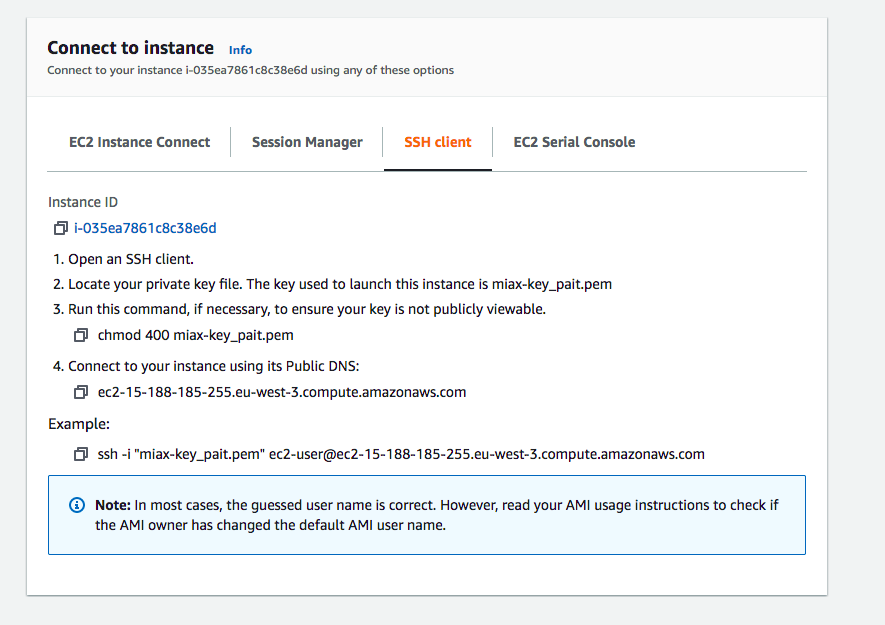 Connect to instance Info
Connect to your instance i-035ea7861c8c38e6d using any of these options
EC2 Instance Connect
Session Manager
SSH client
EC2 Serial Console
Instance ID
i-035ea7861c8c38e6d
1. Open an SSH client.
2. Locate your private key file. The key used to launch this instance is miax-key_pait.pem
3. Run this command, if necessary, to ensure your key is not publicly viewable.
chmod 400 miax-key_pait.pem
4. Connect to your instance using its Public DNS:
ec2-15-188-185-255.eu-west-3.compute.amazonaws.com
Example:
ssh -i "miax-key_pait.pem" ec2-user@ec2-15-188-185-255.eu-west-3.compute.amazonaws.com
Note: In most cases, the guessed user name is correct. However, read your AMI usage instructions to check if
the AMI owner has changed the default AMI user name.